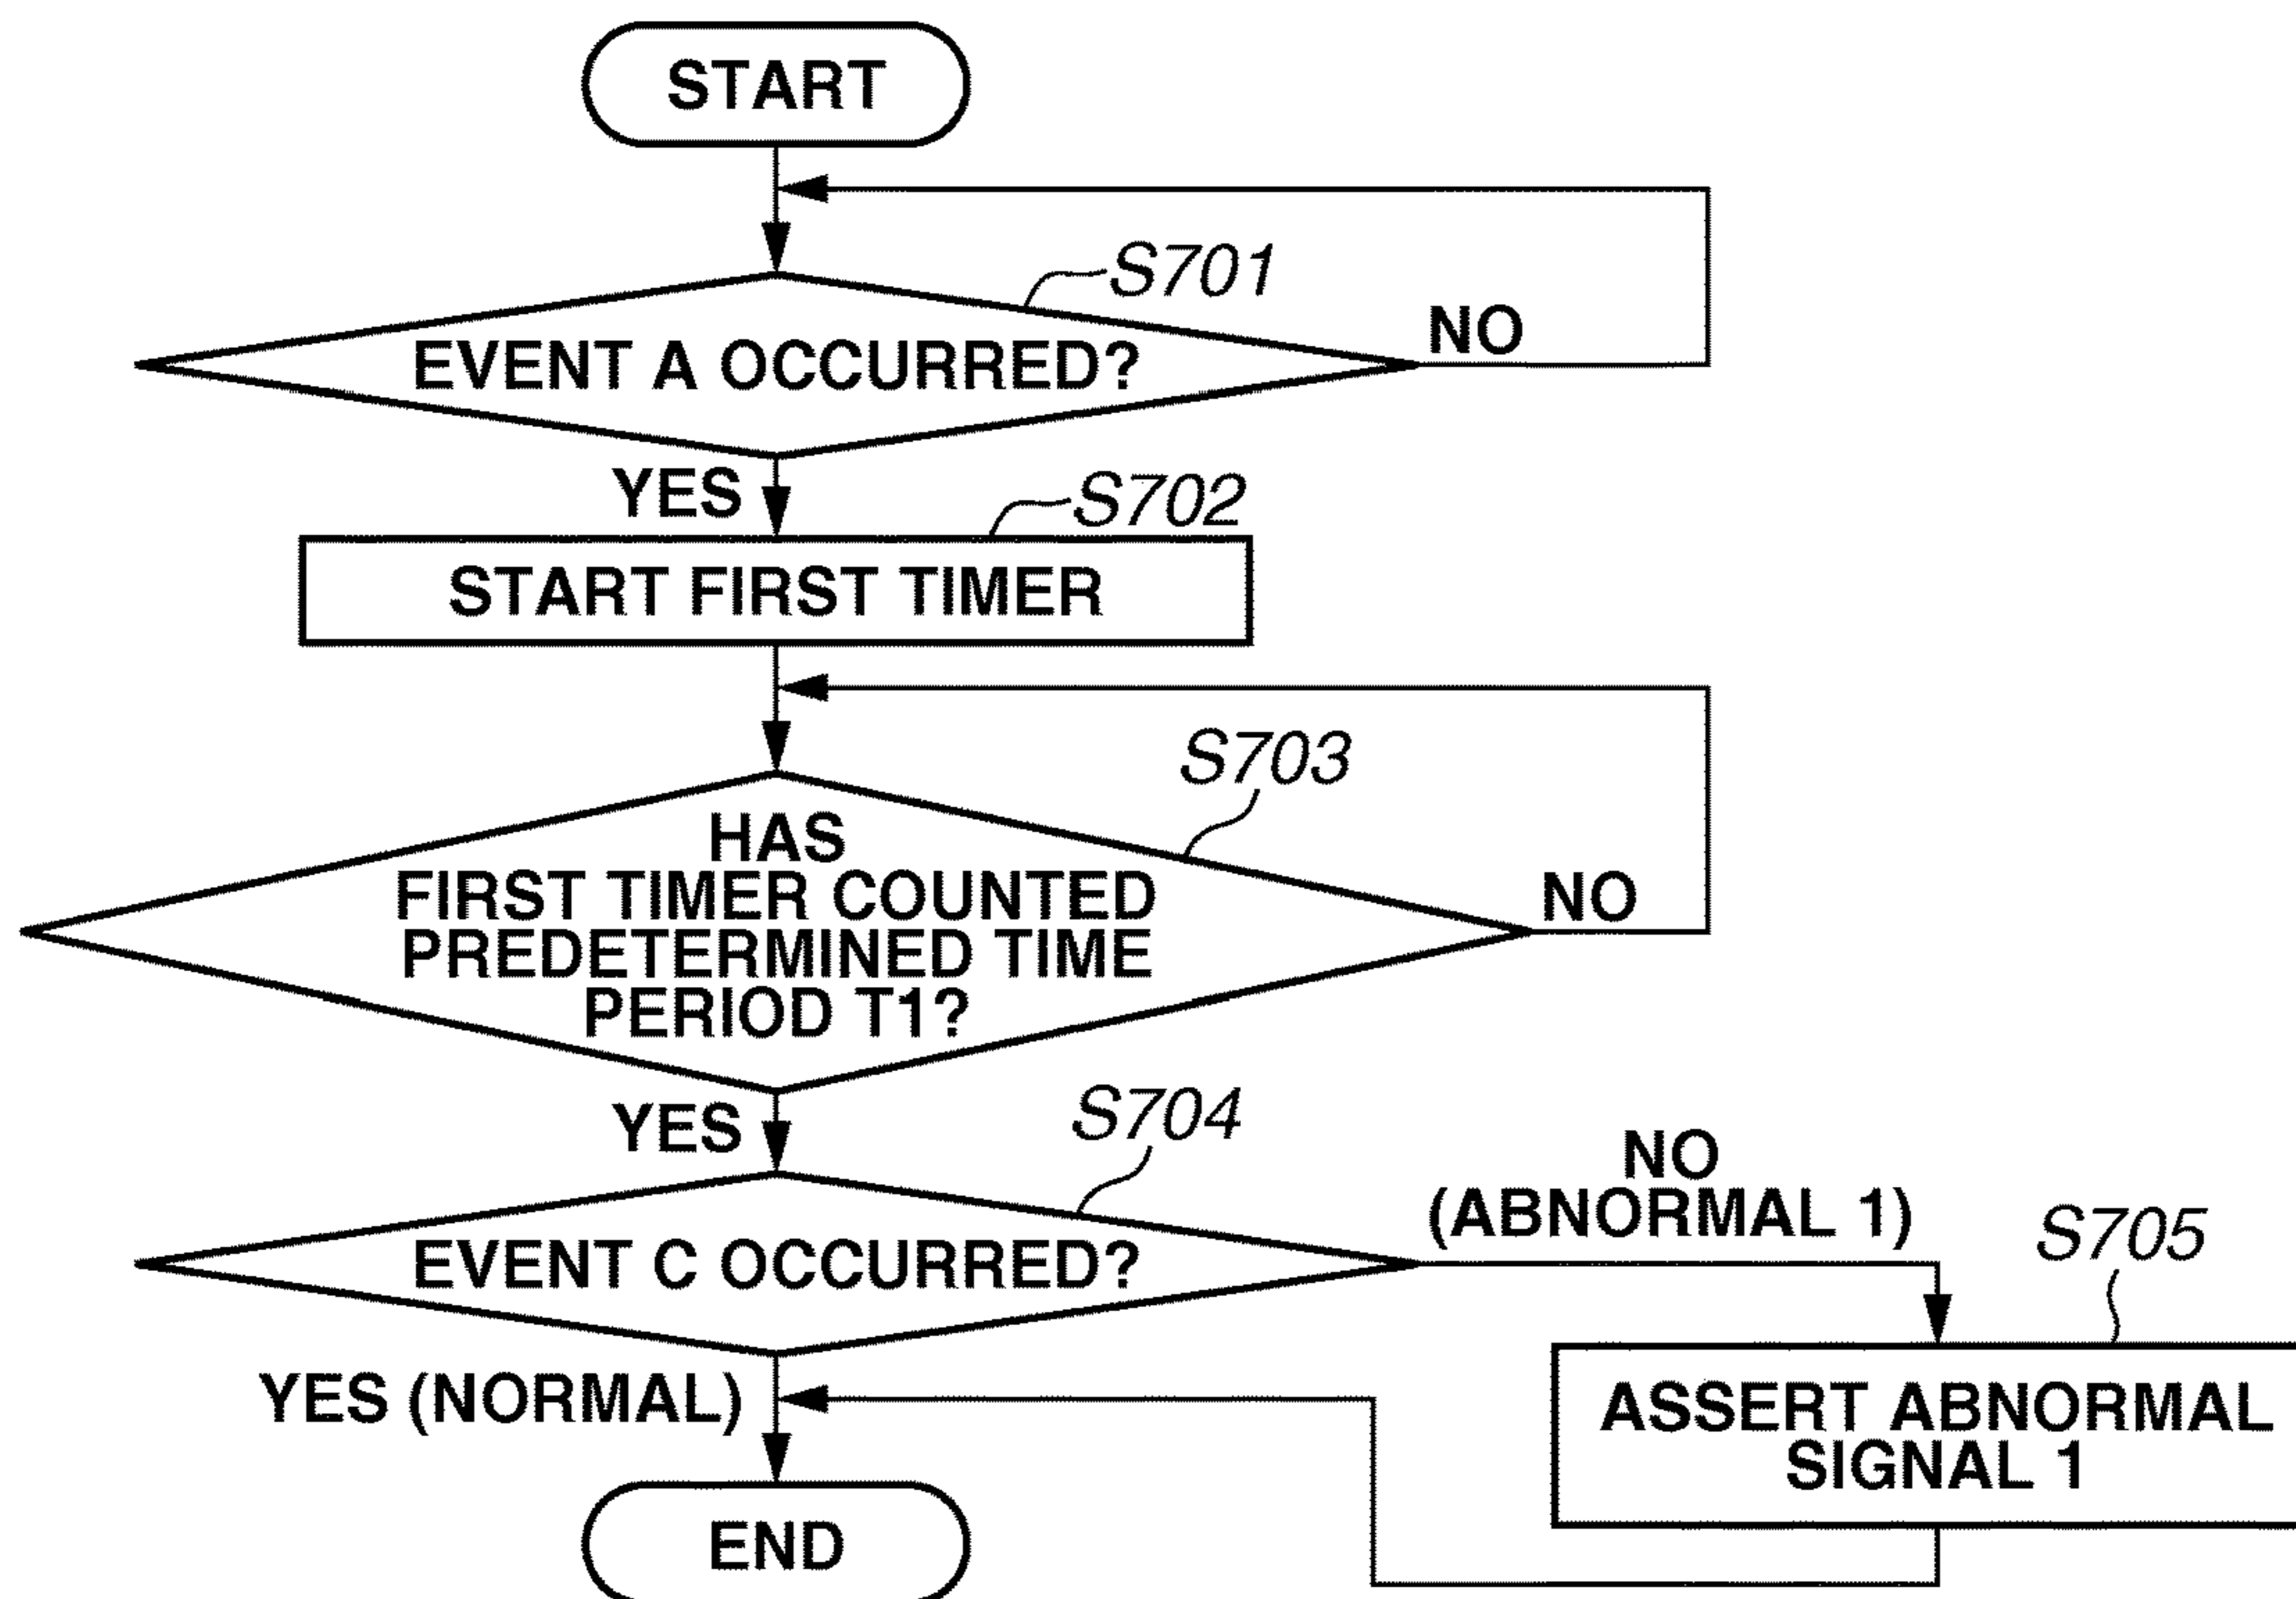 START
S701
EVENT A OCCURRED?
NO
YES
S702
START FIRST TIMER
S703
HAS
FIRST TIMER COUNTED
PREDETERMINED TIME
PERIOD T1?
NO
YES
S704
EVENT C OCCURRED?
NO
(ABNORMAL 1)
S705
YES (NORMAL)
ASSERT ABNORMAL
SIGNAL 1
END